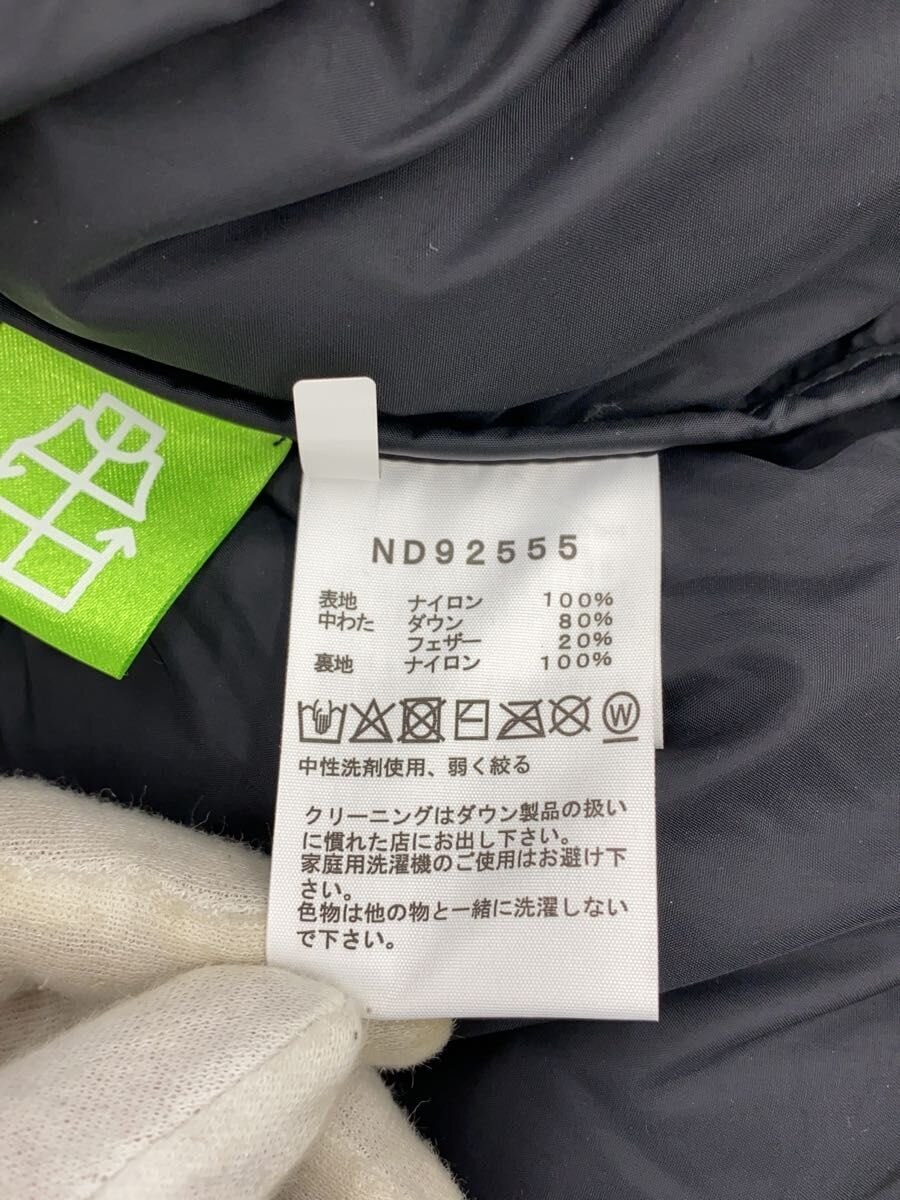 ND92555
表地 ナイロン 100%
中わた ダウン 80%
フェザー 20%
裏地 ナイロン 100%
W
中性洗剤使用、弱く絞る
クリーニングはダウン製品の扱い
に慣れた店にお出し下さい。
家庭用洗濯機のご使用はお避け下
さい。
色物は他の物と一緒に洗濯しない
で下さい。